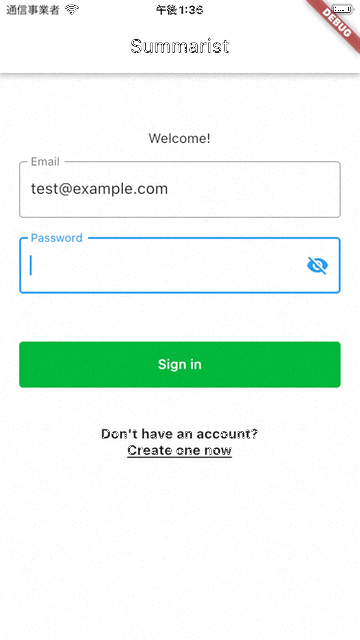 通信事業者 午後1:36
DEBUG
Summarist
Welcome!
Email
test@example.com
Password
Sign in
Don't have an account?
Create one now